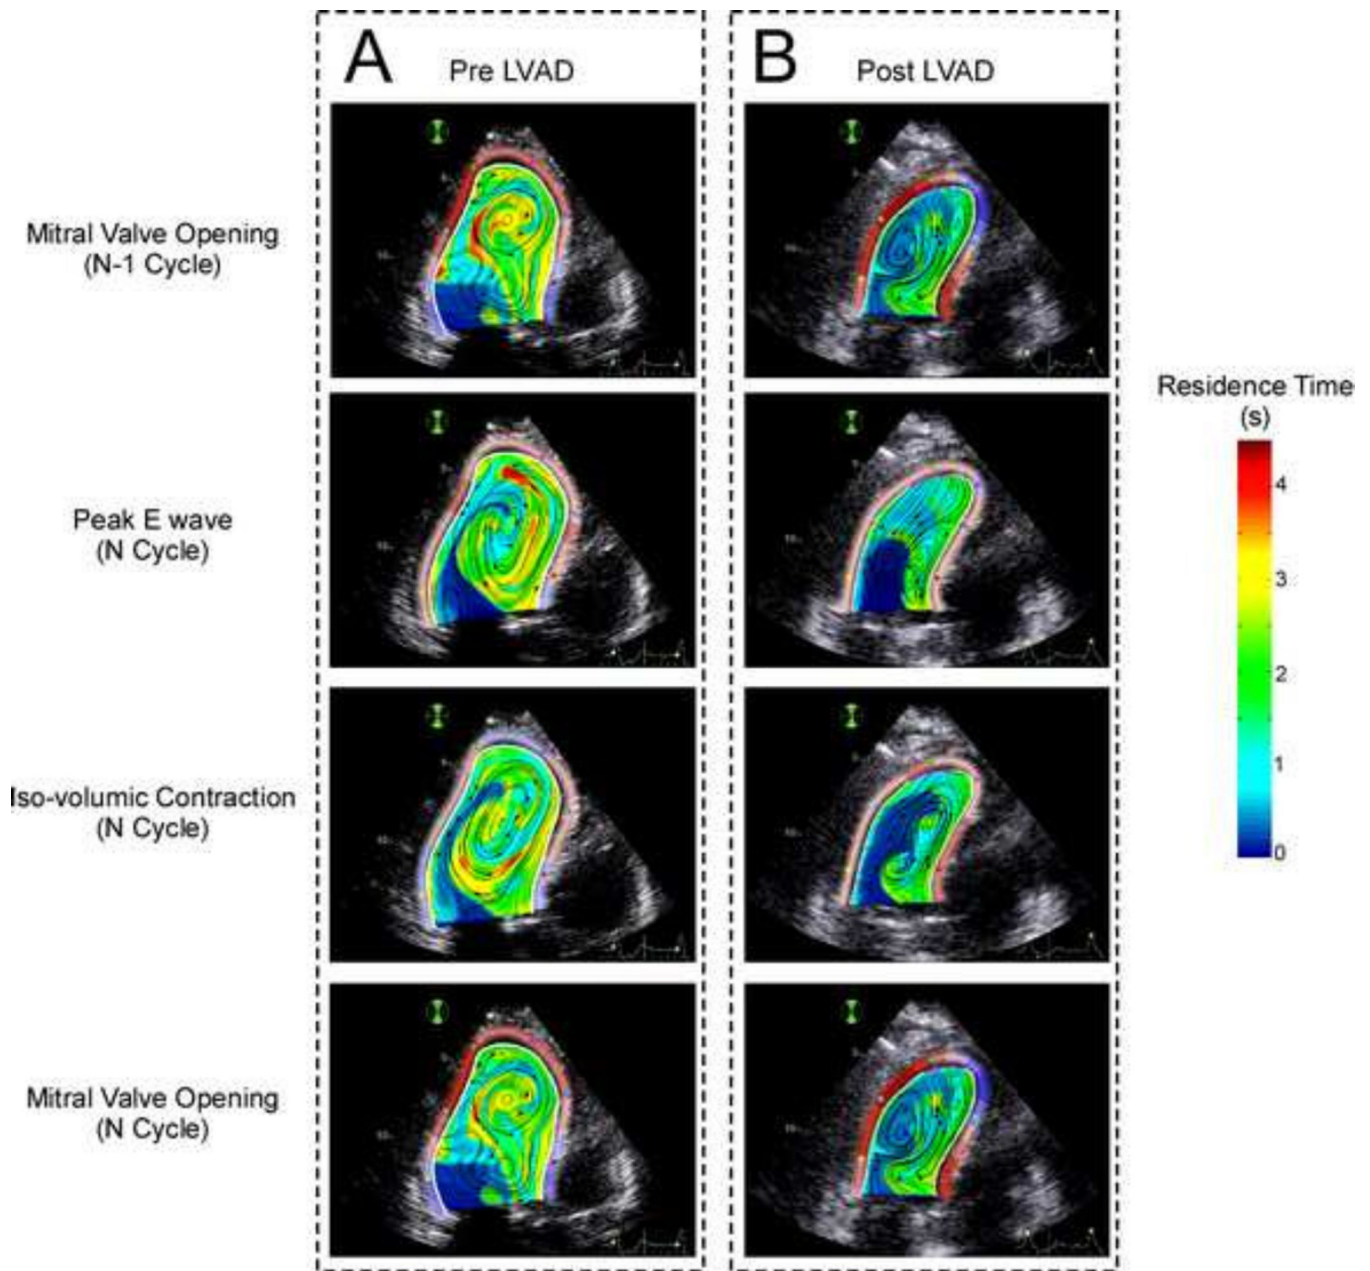 A
Pre LVAD
B
Post LVAD
Mitral Valve Opening
(N-1 Cycle)
Peak E wave
(N Cycle)
Iso-volumic Contraction
(N Cycle)
Mitral Valve Opening
(N Cycle)
Residence Time
(s)
4
3
2
1
0